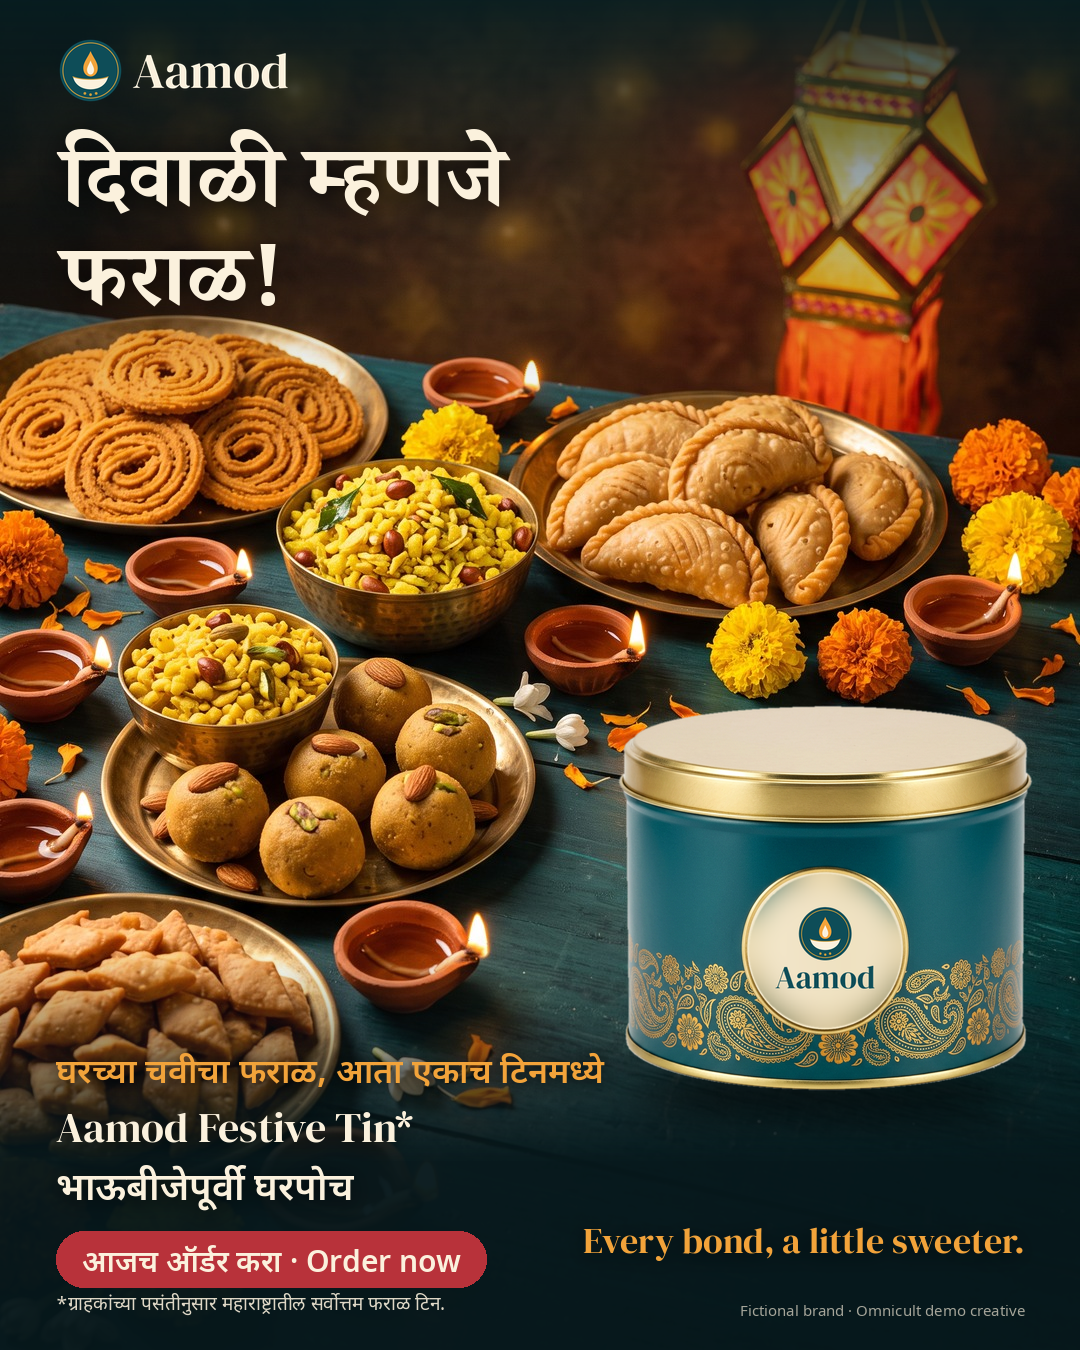 Aamod
दिवाळी म्हणजे
फराळ!
Aamod
घरच्या चवीचा फराळ, आता एकाच टिनमध्ये
Aamod Festive Tin*
भाऊबीजेपूर्वी घरपोच
आजच ऑर्डर करा · Order now
Every bond, a little sweeter.
*ग्राहकांच्या पसंतीनुसार महाराष्ट्रातील सर्वोत्तम फराळ टिन.
Fictional brand · Omnicult demo creative